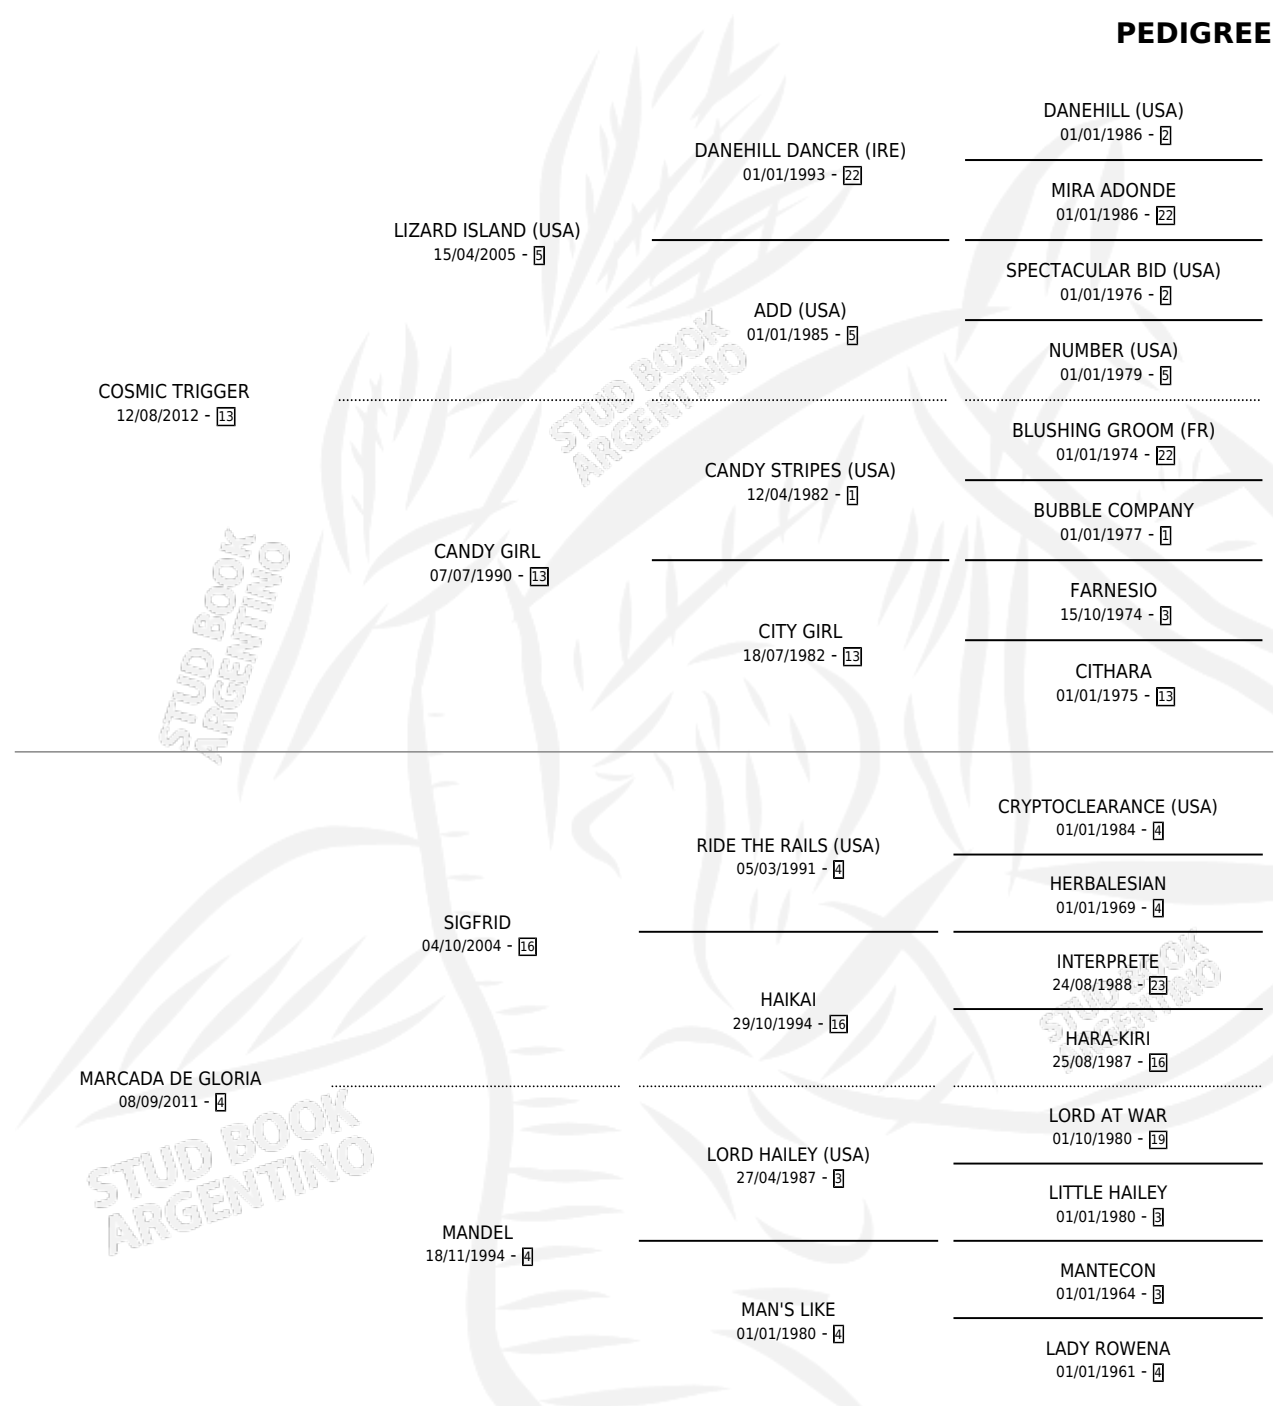 PEDIGREE
DANEHILL (USA)
01/01/1986 - 2
DANEHILL DANCER (IRE)
01/01/1993 - 22
MIRA ADONDE
01/01/1986 - 22
LIZARD ISLAND (USA)
15/04/2005 - 5
SPECTACULAR BID (USA)
01/01/1976 - 2
ADD (USA)
01/01/1985 - 5
NUMBER (USA)
01/01/1979 - 5
COSMIC TRIGGER
12/08/2012 - 13
BLUSHING GROOM (FR)
01/01/1974 - 22
CANDY STRIPES (USA)
12/04/1982 - 1
BUBBLE COMPANY
01/01/1977 - 1
CANDY GIRL
07/07/1990 - 13
FARNESIO
15/10/1974 - 3
CITY GIRL
18/07/1982 - 13
CITHARA
01/01/1975 - 13
CRYPTOCLEARANCE (USA)
01/01/1984 - 4
RIDE THE RAILS (USA)
05/03/1991 - 4
HERBALESIAN
01/01/1969 - 4
SIGFRID
04/10/2004 - 16
INTERPRETE
24/08/1988 - 23
HAIKAI
29/10/1994 - 16
HARA-KIRI
25/08/1987 - 16
MARCADA DE GLORIA
08/09/2011 - 4
LORD AT WAR
01/10/1980 - 19
LORD HAILEY (USA)
27/04/1987 - 3
LITTLE HAILEY
01/01/1980 - 3
MANDEL
18/11/1994 - 4
MANTECON
01/01/1964 - 3
MAN'S LIKE
01/01/1980 - 4
LADY ROWENA
01/01/1961 - 4
STUD BOOK
ARGENTINO
STUD BOOK
ARGENTINO
STUD BOOK
ARGENTINO
STUD BOOK
ARGENTINO